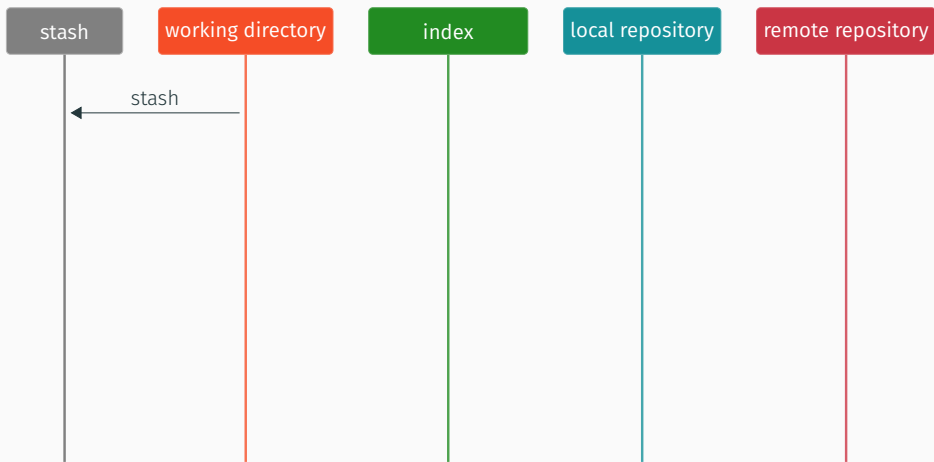 stash
working directory
index
local repository
remote repository
stash